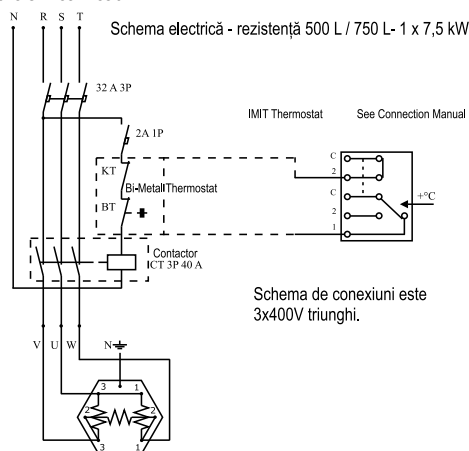 N R S T
Schema electrică - rezistență 500 L / 750 L- 1 x 7,5 kW
32 A 3P
IMIT Thermostat See Connection Manual
2A 1P
C
KT
2
Bi-Metal Thermostat
C
+°C
BT
2
1
Contactor
CT 3P 40 A
Schema de conexiuni este
3x400V triunghi.
V U W N
3 1
2 2
3 1